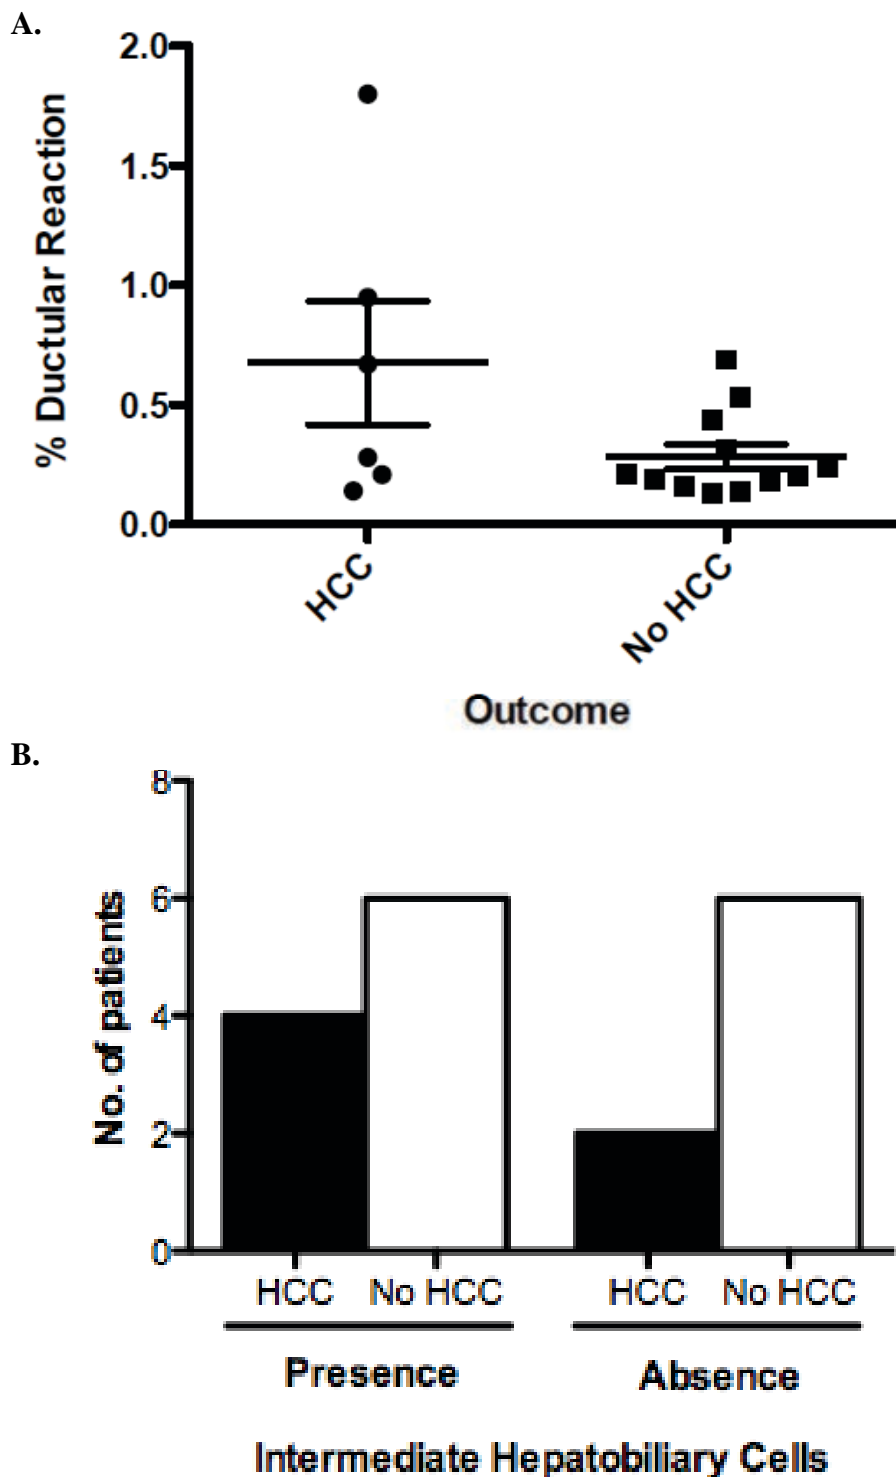 A.
2.0
1.5
1.0
0.5
0.0
% Ductular Reaction
HCC
No HCC
Outcome
B.
8
6
4
2
0
No. of patients
HCC No HCC HCC No HCC
Presence Absence
Intermediate Hepatobiliary Cells